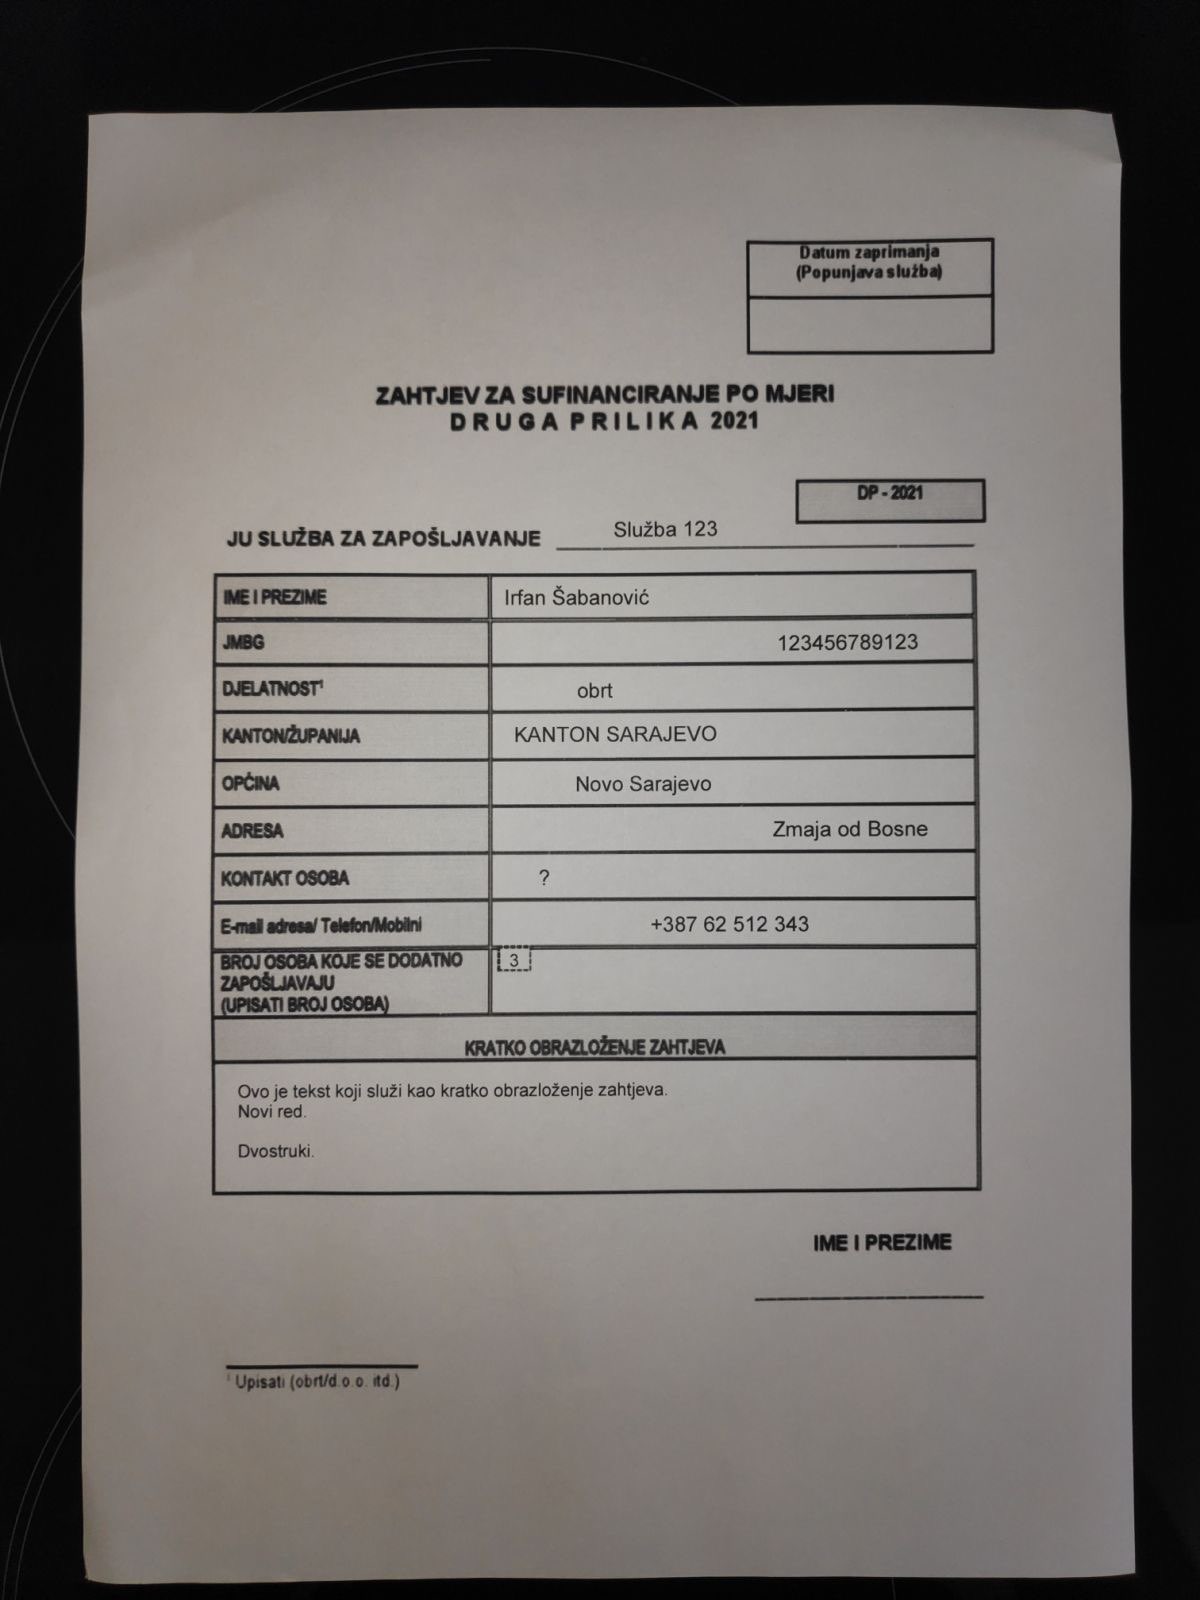 Datum zaprimanja
(Popunjava služba)
ZAHTJEV ZA SUFINANCIRANJE PO MJERI
DRUGA PRILIKA 2021
DP - 2021
JU SLUŽBA ZA ZAPOŠLJAVANJE Služba 123
IME I PREZIME Irfan Šabanović
JMBG 123456789123
DJELATNOST¹ obrt
KANTON/ŽUPANIJA KANTON SARAJEVO
OPĆINA Novo Sarajevo
ADRESA Zmaja od Bosne
KONTAKT OSOBA ?
E-mail adresa/ Telefon/Mobilni +387 62 512 343
BROJ OSOBA KOJE SE DODATNO 3
ZAPOŠLJAVAJU
(UPISATI BROJ OSOBA)
KRATKO OBRAZLOŽENJE ZAHTJEVA
Ovo je tekst koji služi kao kratko obrazloženje zahtjeva.
Novi red.
Dvostruki.
IME I PREZIME
¹ Upisati (obrt/d.o.o. itd.)